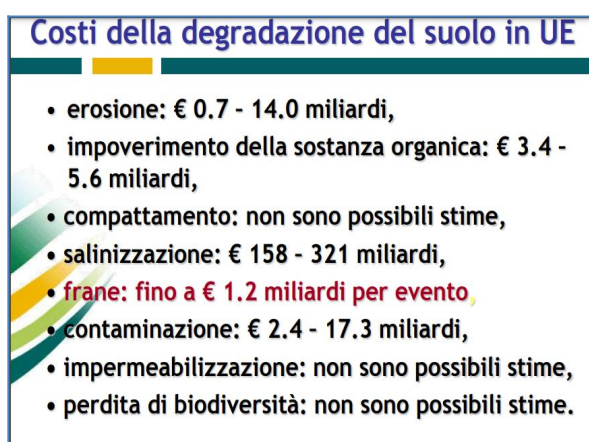 Costi della degradazione del suolo in UE
• erosione: € 0.7 - 14.0 miliardi,
• impoverimento della sostanza organica: € 3.4 -
5.6 miliardi,
• compattamento: non sono possibili stime,
• salinizzazione: € 158 - 321 miliardi,
• frane: fino a € 1.2 miliardi per evento,
• contaminazione: € 2.4 - 17.3 miliardi,
• impermeabilizzazione: non sono possibili stime,
• perdita di biodiversità: non sono possibili stime.